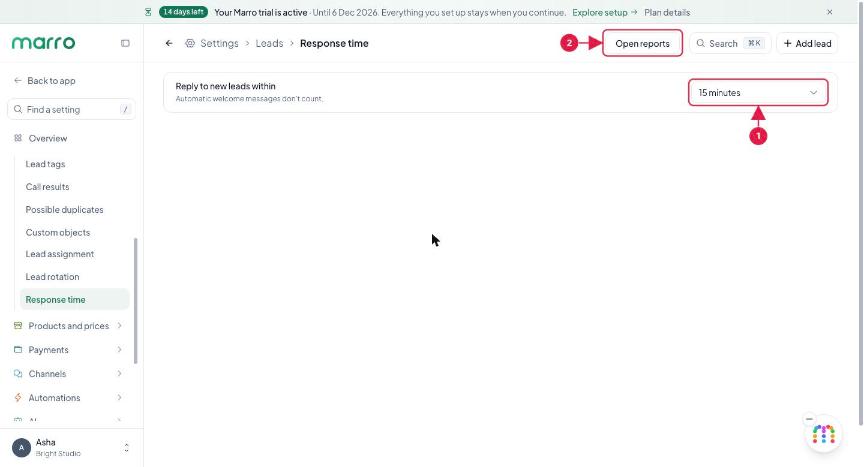 14 days left Your Marro trial is active · Until 6 Dec 2026. Everything you set up stays when you continue. Explore setup → Plan details
marro
Settings > Leads > Response time
2
Open reports
Search ⌘ K
+ Add lead
← Back to app
Find a setting /
Overview
Lead tags
Call results
Possible duplicates
Custom objects
Lead assignment
Lead rotation
Response time
Products and prices
Payments
Channels
Automations
A
Asha
Bright Studio
Reply to new leads within
Automatic welcome messages don't count.
15 minutes
1